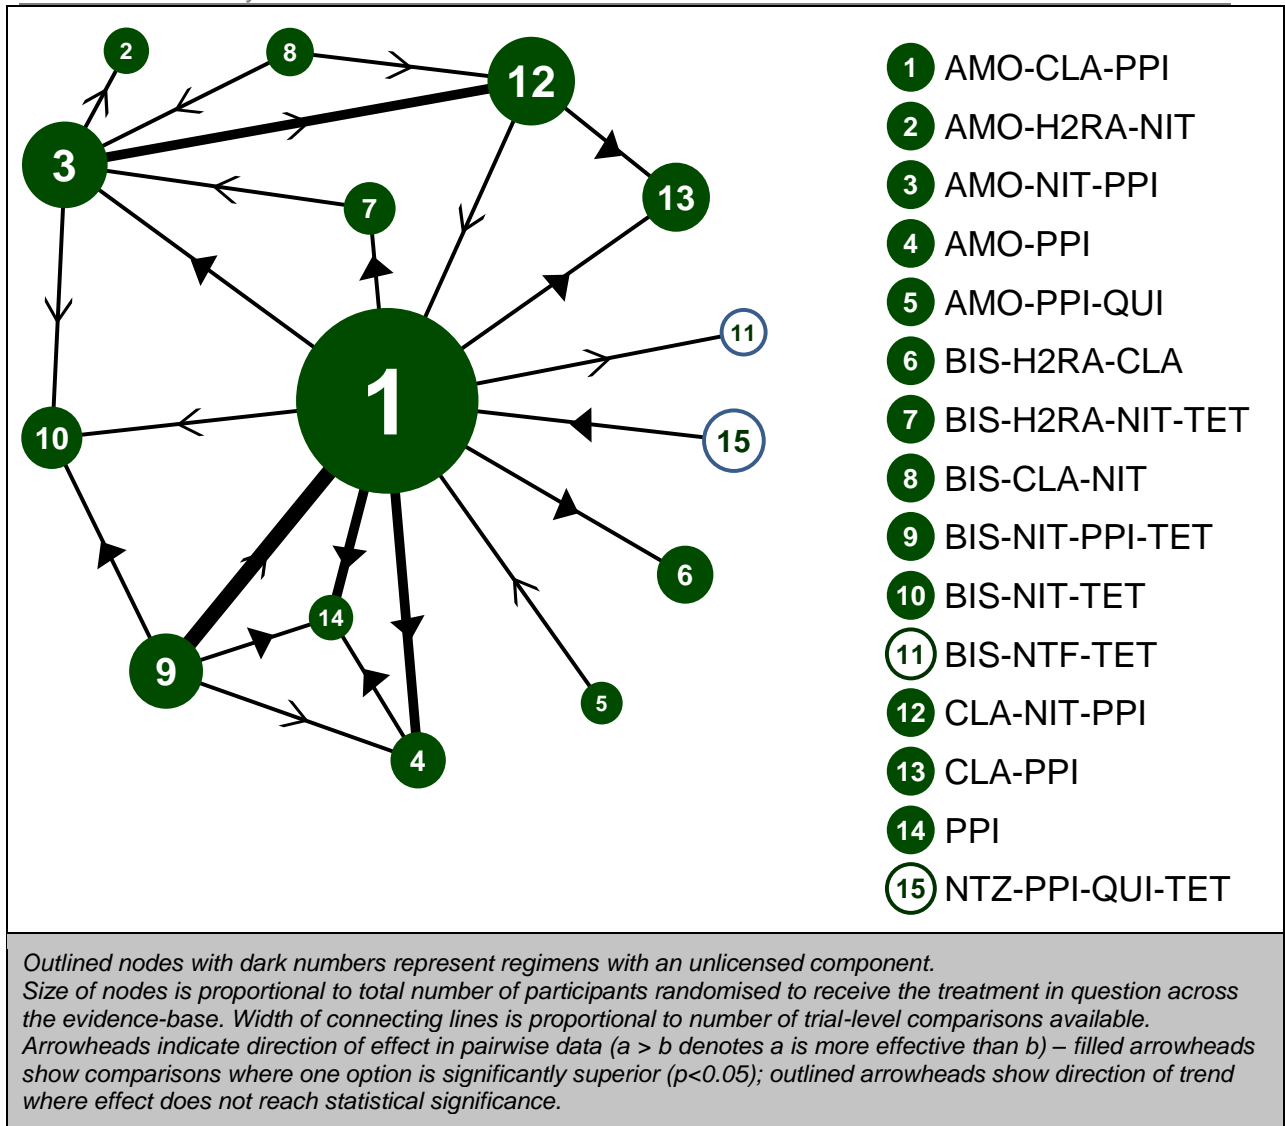 2
8
12
3
7
13
11
1
15
10
6
14
9
5
4
1 AMO-CLA-PPI
2 AMO-H2RA-NIT
3 AMO-NIT-PPI
4 AMO-PPI
5 AMO-PPI-QUI
6 BIS-H2RA-CLA
7 BIS-H2RA-NIT-TET
8 BIS-CLA-NIT
9 BIS-NIT-PPI-TET
10 BIS-NIT-TET
11 BIS-NTF-TET
12 CLA-NIT-PPI
13 CLA-PPI
14 PPI
15 NTZ-PPI-QUI-TET
Outlined nodes with dark numbers represent regimens with an unlicensed component.
Size of nodes is proportional to total number of participants randomised to receive the treatment in question across
the evidence-base. Width of connecting lines is proportional to number of trial-level comparisons available.
Arrowheads indicate direction of effect in pairwise data (a > b denotes a is more effective than b) – filled arrowheads
show comparisons where one option is significantly superior (p<0.05); outlined arrowheads show direction of trend
where effect does not reach statistical significance.